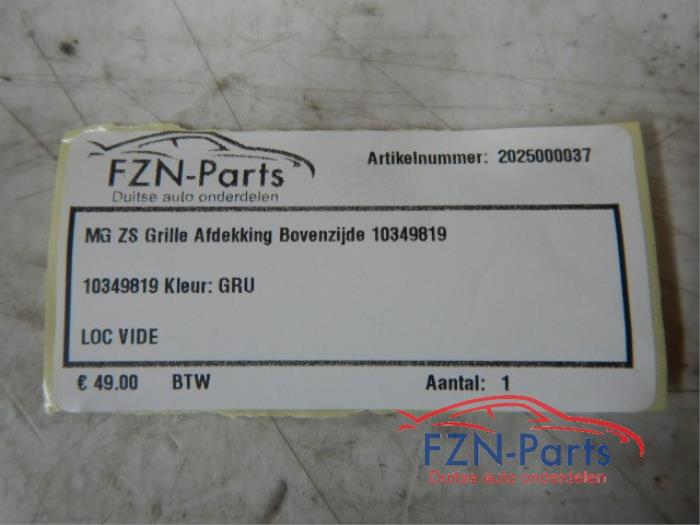 FZN-Parts
Duitse auto onderdelen
Artikelnummer: 2025000037
MG ZS Grille Afdekking Bovenzijde 10349819
10349819 Kleur: GRU
LOC VIDE
€ 49.00 BTW Aantal: 1
FZN-Parts
Duitse auto onderdelen